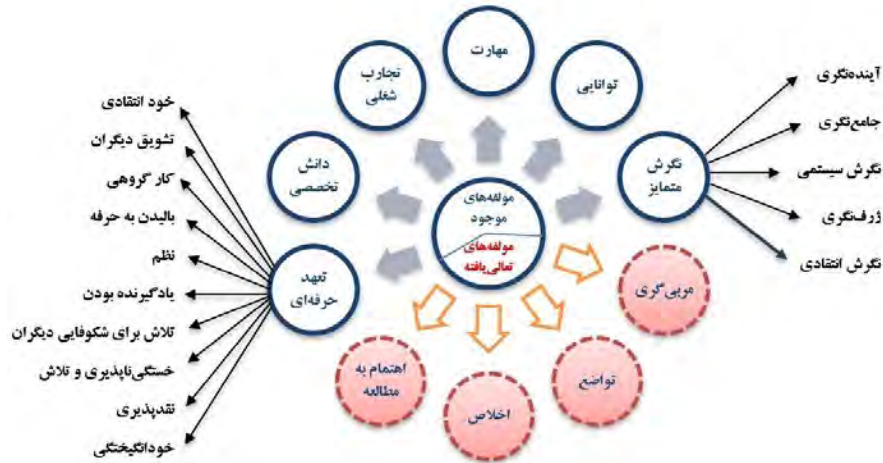 مهارت
توانایی
تجارب
شغلی
نگرش
متمایز
دانش
تخصصی
تعهد
حرفه‌ای
مولفه‌های
موجود
مولفه‌های
تعالی‌یافته
مربی‌گری
تواضع
اخلاص
اهتمام به
مطالعه
آینده‌نگری
جامع‌نگری
نگرش سیستمی
ژرف‌نگری
نگرش انتقادی
خود انتقادی
تشویق دیگران
کار گروهی
بالیدن به حرفه
نظم
یادگیرنده بودن
تلاش برای شکوفایی دیگران
خستگی‌ناپذیری و تلاش
نقدپذیری
خودانگیختگی